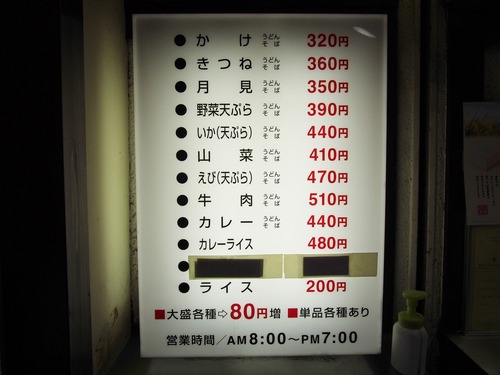 ● かけ うどん そば 320円
● きつね うどん そば 360円
● 月見 うどん そば 350円
● 野菜天ぷら うどん そば 390円
● いか(天ぷら) うどん そば 440円
● 山菜 うどん そば 410円
● えび(天ぷら) うどん そば 470円
● 牛肉 うどん そば 510円
● カレー うどん そば 440円
● カレーライス 480円
●
● ライス 200円
■大盛各種⇨80円増 ■単品各種あり
営業時間/AM8:00〜PM7:00